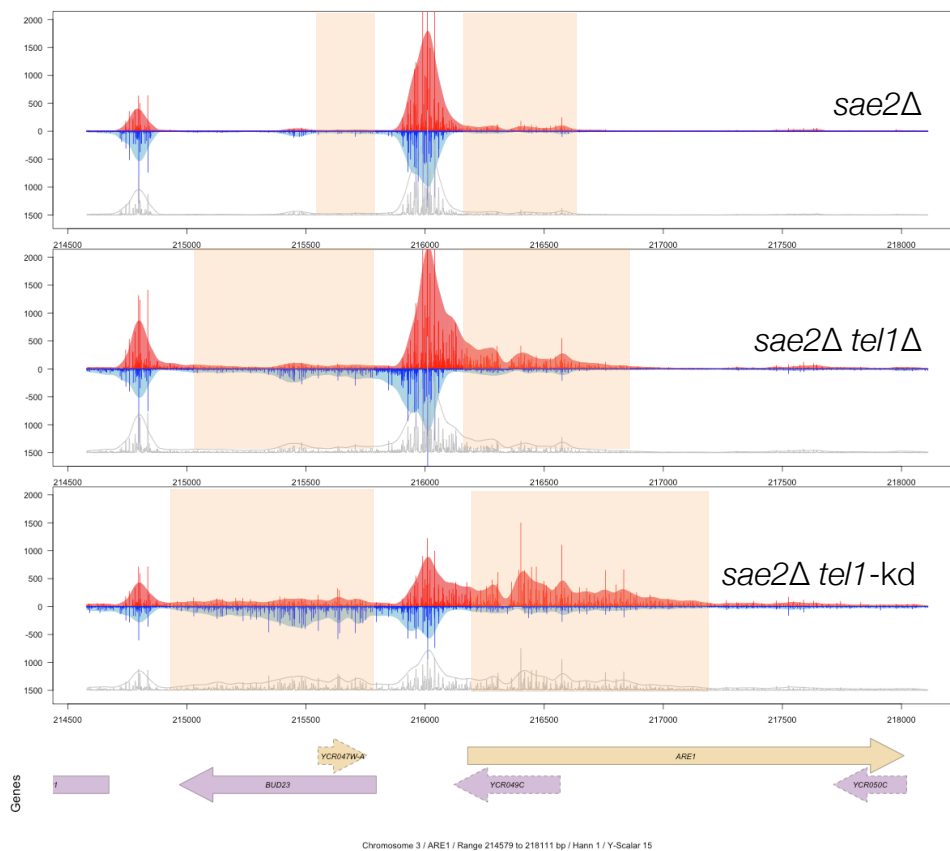 2000
1500
1000
500
0
500
1000
1500
sae2Δ
214500 215000 215500 216000 216500 217000 217500 218000
2000
1500
1000
500
0
500
1000
1500
sae2Δ tel1Δ
214500 215000 215500 216000 216500 217000 217500 218000
2000
1500
1000
500
0
500
1000
1500
sae2Δ tel1-kd
214500 215000 215500 216000 216500 217000 217500 218000
Genes
YCR047W-A ARE1
1 BUD23 YCR049C YCR050C
Chromosome 3 / ARE1 / Range 214579 to 218111 bp / Hann 1 / Y-Scalar 15